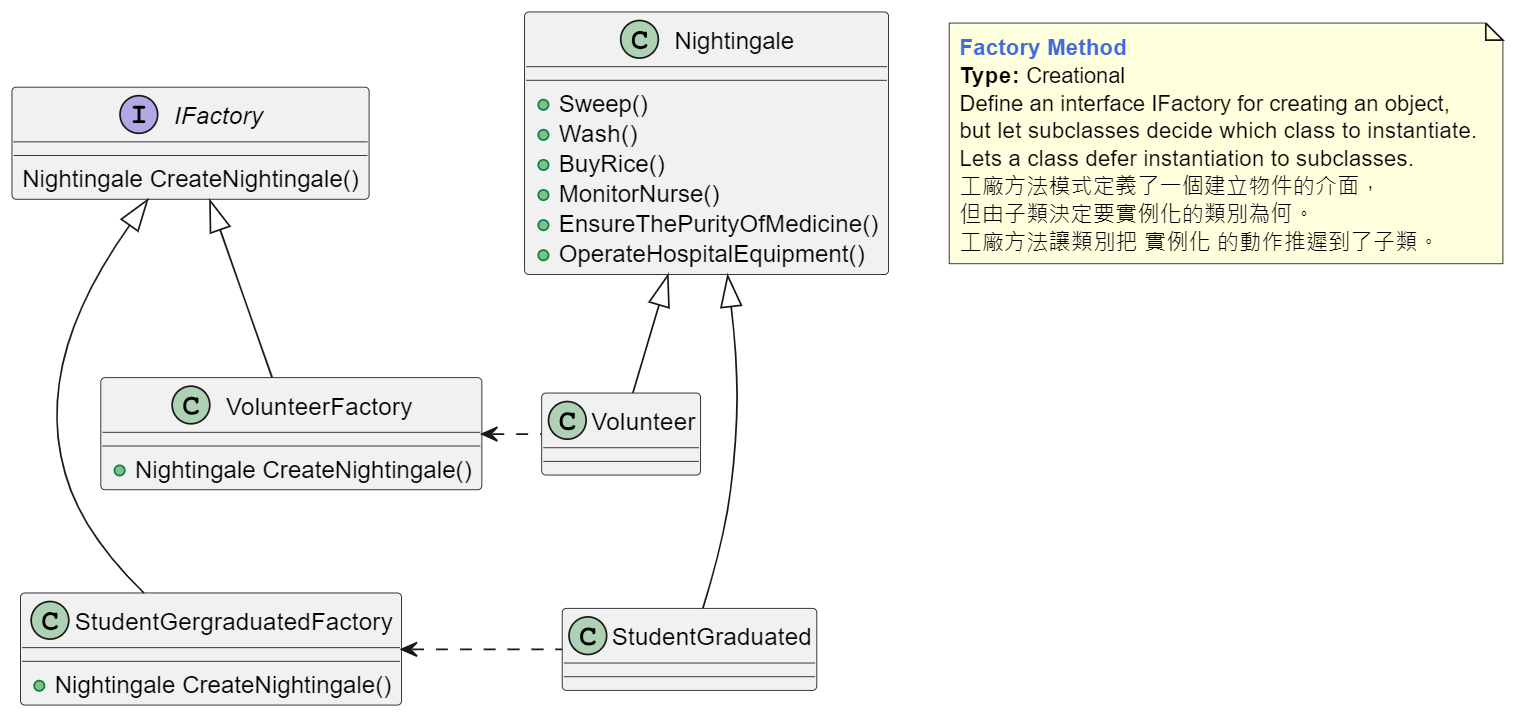 I
IFactory
Nightingale CreateNightingale()
C
Nightingale
Sweep()
Wash()
BuyRice()
MonitorNurse()
EnsureThePurityOfMedicine()
OperateHospitalEquipment()
Factory Method
Type: Creational
Define an interface IFactory for creating an object,
but let subclasses decide which class to instantiate.
Lets a class defer instantiation to subclasses.
工廠方法模式定義了一個建立物件的介面，
但由子類決定要實例化的類別為何。
工廠方法讓類別把 實例化 的動作推遲到了子類。
C
VolunteerFactory
Nightingale CreateNightingale()
C
Volunteer
C
StudentGergraduatedFactory
Nightingale CreateNightingale()
C
StudentGraduated